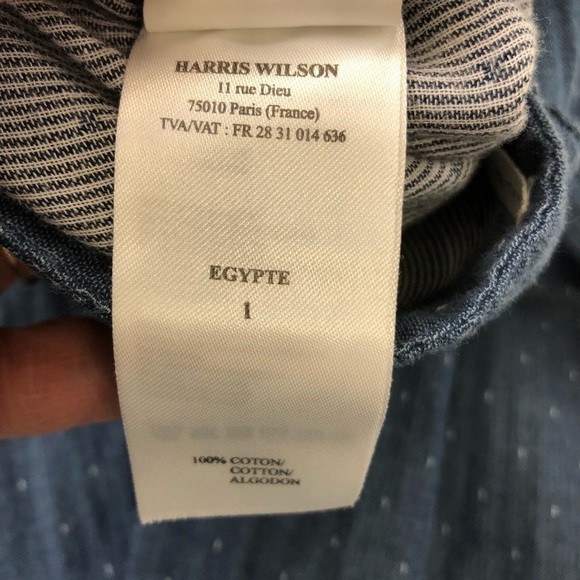 HARRIS WILSON
11 rue Dieu
75010 Paris (France)
TVA/VAT : FR 28 31 014 636
EGYPTE
1
100% COTON/
COTTON/
ALGODON